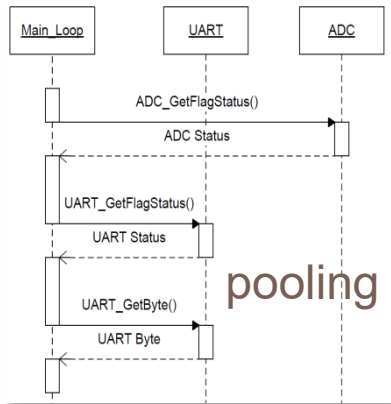 Main_Loop UART ADC
ADC_GetFlagStatus()
ADC Status
UART_GetFlagStatus()
UART Status
pooling
UART_GetByte()
UART Byte